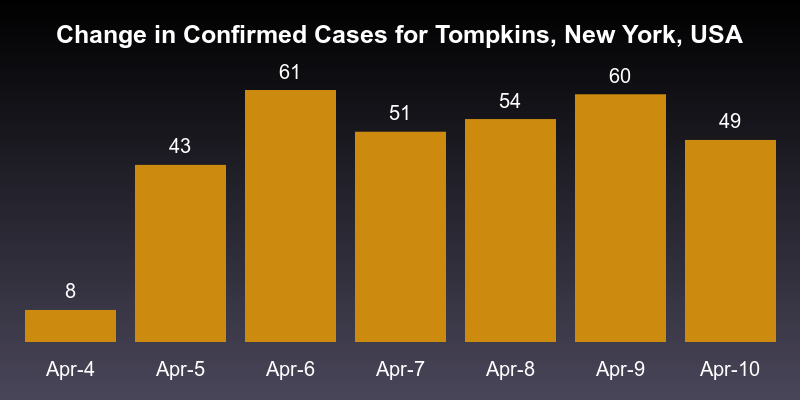 Change in Confirmed Cases for Tompkins, New York, USA
8
43
61
51
54
60
49
Apr-4
Apr-5
Apr-6
Apr-7
Apr-8
Apr-9
Apr-10